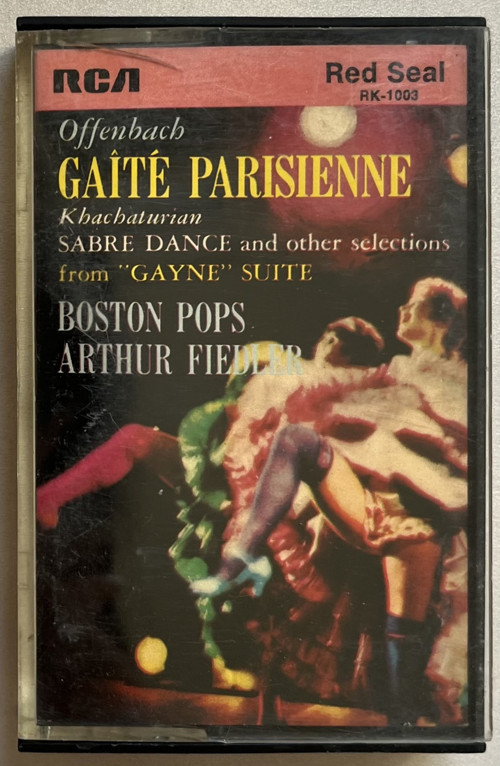 RCA
Red Seal
RK-1003
Offenbach
GAÎTÉ PARISIENNE
Khachaturian
SABRE DANCE and other selections
from "GAYNE" SUITE
BOSTON POPS
ARTHUR FIEDLER